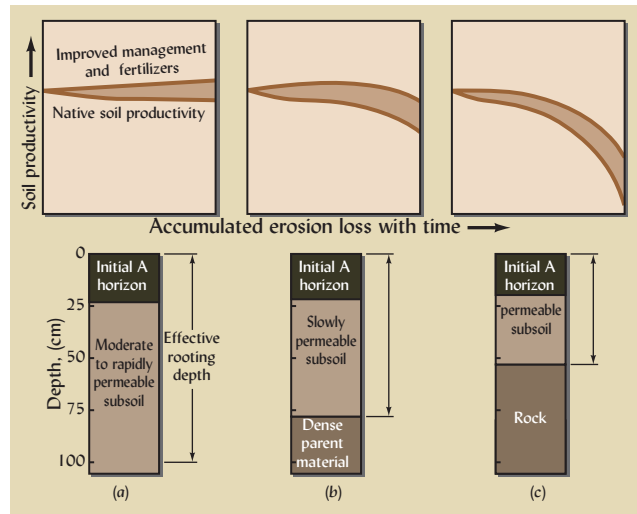 Soil productivity
Improved management
and fertilizers
Native soil productivity
Accumulated erosion loss with time
Depth, (cm)
0
25
50
75
100
Initial A
horizon
Moderate
to rapidly
permeable
subsoil
Effective
rooting
depth
(a)
Initial A
horizon
Slowly
permeable
subsoil
Dense
parent
material
(b)
Initial A
horizon
permeable
subsoil
Rock
(c)